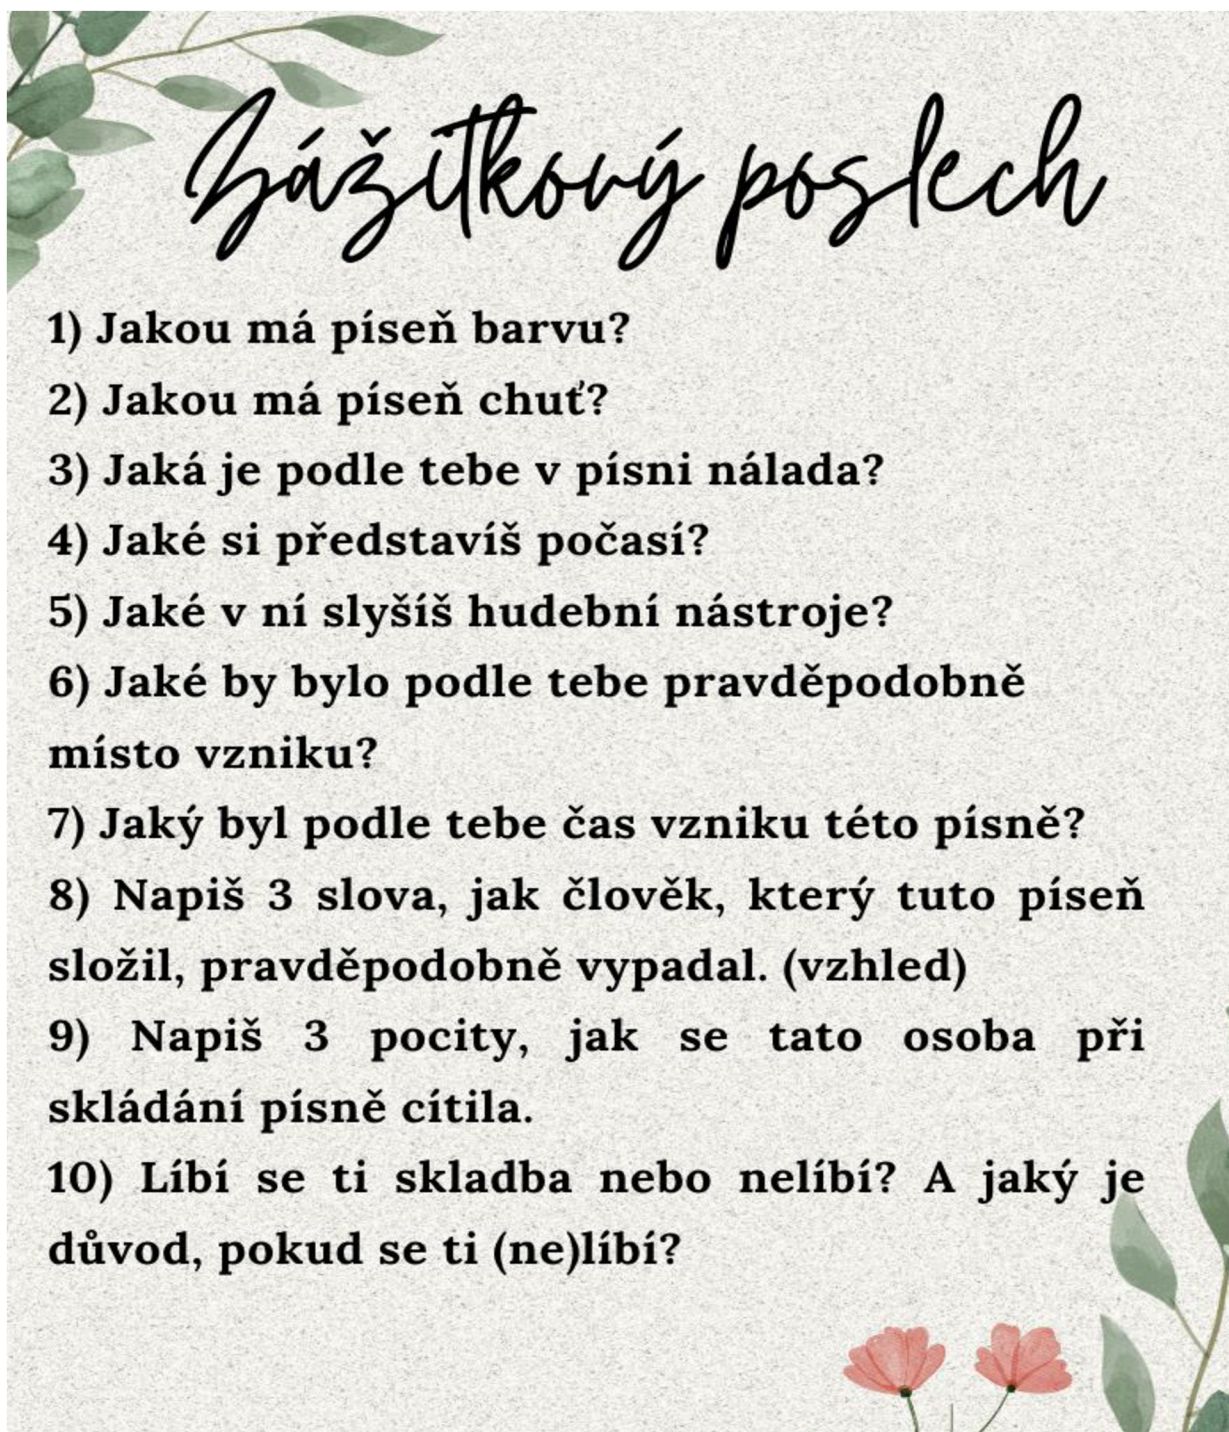 Zážitkový poslech
1) Jakou má píseň barvu?
2) Jakou má píseň chuť?
3) Jaká je podle tebe v písni nálada?
4) Jaké si představíš počasí?
5) Jaké v ní slyšíš hudební nástroje?
6) Jaké by bylo podle tebe pravděpodobně
místo vzniku?
7) Jaký byl podle tebe čas vzniku této písně?
8) Napiš 3 slova, jak člověk, který tuto píseň
složil, pravděpodobně vypadal. (vzhled)
9) Napiš 3 pocity, jak se tato osoba při
skládání písně cítila.
10) Líbí se ti skladba nebo nelíbí? A jaký je
důvod, pokud se ti (ne)líbí?